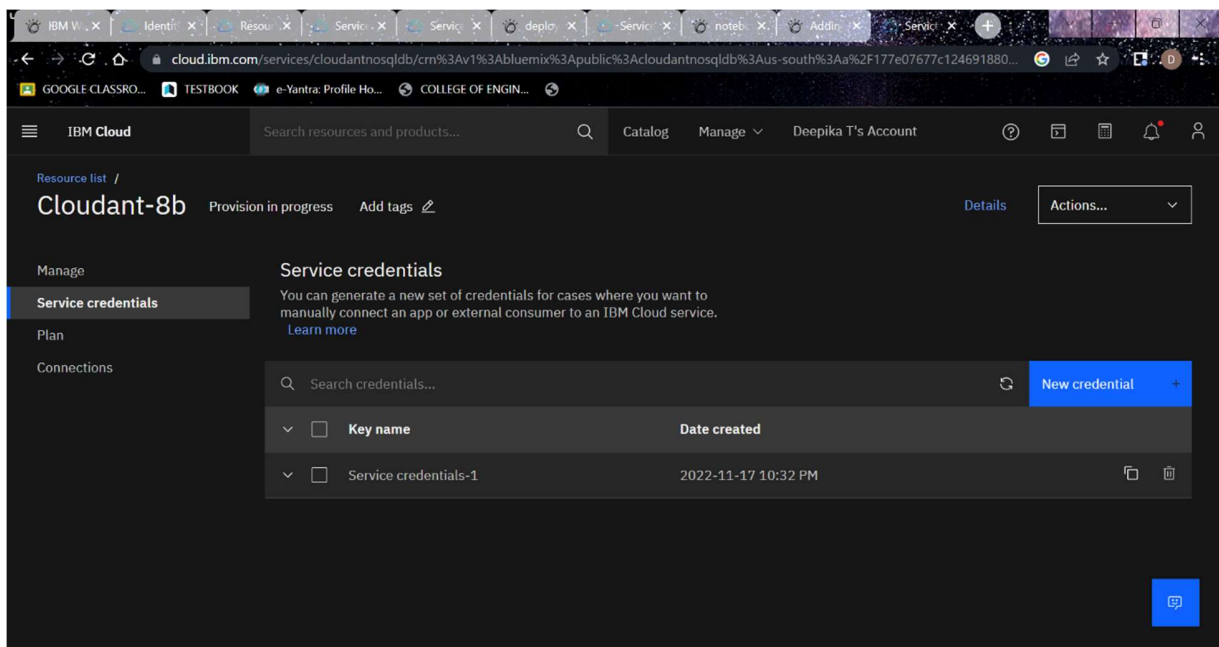 IBM W
Identit
Resour
Service
Servic
deploy
-Service
noteb
Addin
Servic
cloud.ibm.com/services/cloudantnosqldb/crn%3Av1%3Abluemix%3Apublic%3Acloudantnosqldb%3Aus-south%3Aa%2F177e07677c124691880...
G
D
GOOGLE CLASSRO...
TESTBOOK
e-Yantra: Profile Ho...
COLLEGE OF ENGIN...
IBM Cloud
Search resources and products...
Catalog
Manage
Deepika T's Account
Resource list /
Cloudant-8b
Provision in progress
Add tags
Details
Actions...
Manage
Service credentials
Plan
Connections
Service credentials
You can generate a new set of credentials for cases where you want to
manually connect an app or external consumer to an IBM Cloud service.
Learn more
Search credentials...
New credential +
Key name
Date created
Service credentials-1
2022-11-17 10:32 PM